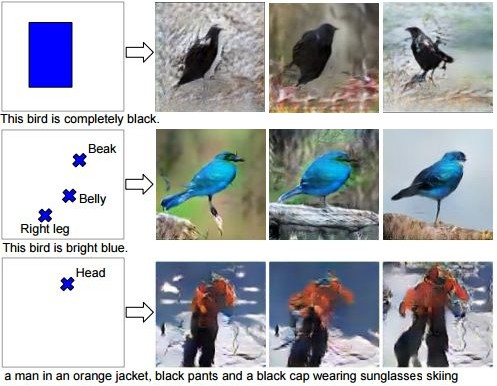 This bird is completely black.
Beak
Belly
Right leg
This bird is bright blue.
Head
a man in an orange jacket, black pants and a black cap wearing sunglasses skiing